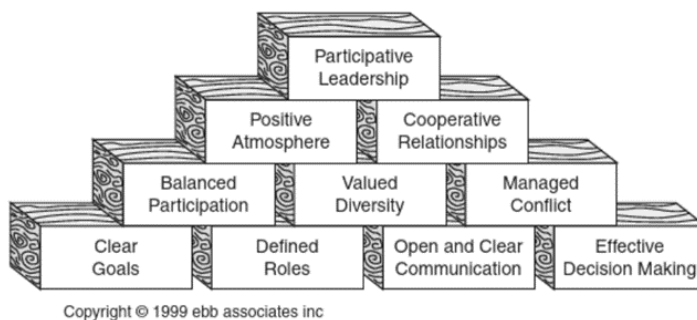 Participative
Leadership
Positive
Atmosphere
Cooperative
Relationships
Balanced
Participation
Valued
Diversity
Managed
Conflict
Clear
Goals
Defined
Roles
Open and Clear
Communication
Effective
Decision Making
Copyright © 1999 ebb associates inc